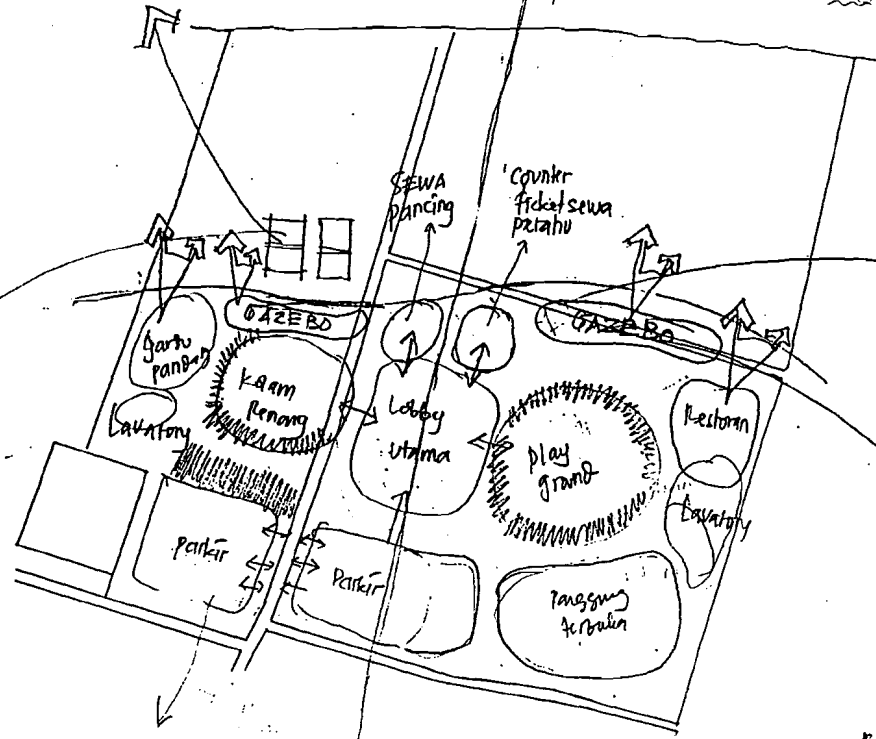 SEWA
Pancing
Counter
ticket sewa
perahu
GAZEBO
GAZEBO
Gardu
pandang
Kolam
Renang
Lavatory
Lobby
utama
play
ground
Restoran
Lavatory
Parkir
Parkir
Panggung
terbuka